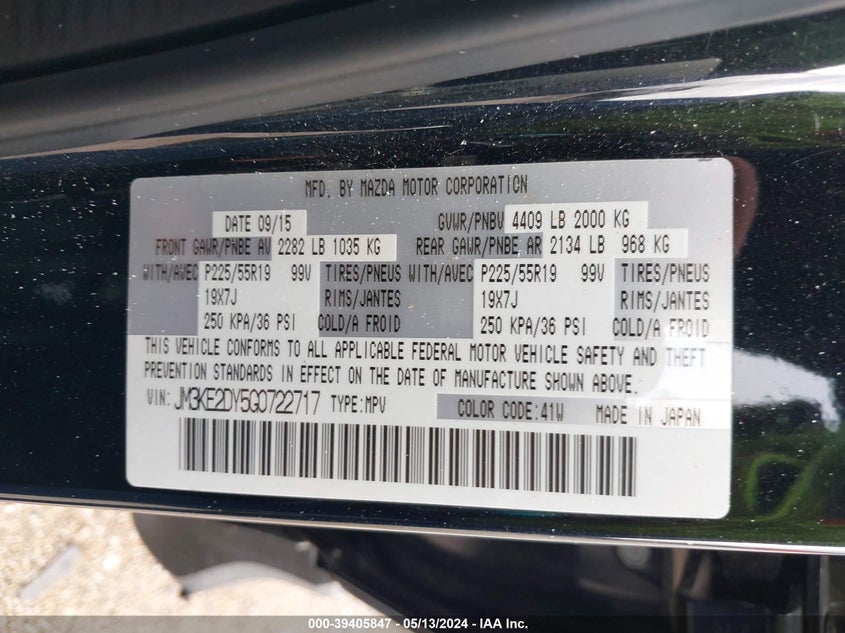 MFD. BY MAZDA MOTOR CORPORATION
DATE 09/15 GVWR/PNBV 4409 LB 2000 KG
FRONT GAWR/PNBE AV 2282 LB 1035 KG REAR GAWR/PNBE AR 2134 LB 968 KG
WITH/AVEC P225/55R19 99V TIRES/PNEUS WITH/AVEC P225/55R19 99V TIRES/PNEUS
19X7J RIMS/JANTES 19X7J RIMS/JANTES
250 KPA/36 PSI COLD/A FROID 250 KPA/36 PSI COLD/A FROID
THIS VEHICLE CONFORMS TO ALL APPLICABLE FEDERAL MOTOR VEHICLE SAFETY AND THEFT
PREVENTION STANDARDS IN EFFECT ON THE DATE OF MANUFACTURE SHOWN ABOVE.
VIN: JM3KE2DY5G0722717 TYPE:MPV COLOR CODE:41W MADE IN JAPAN
000-39405847 - 05/13/2024 - IAA Inc.